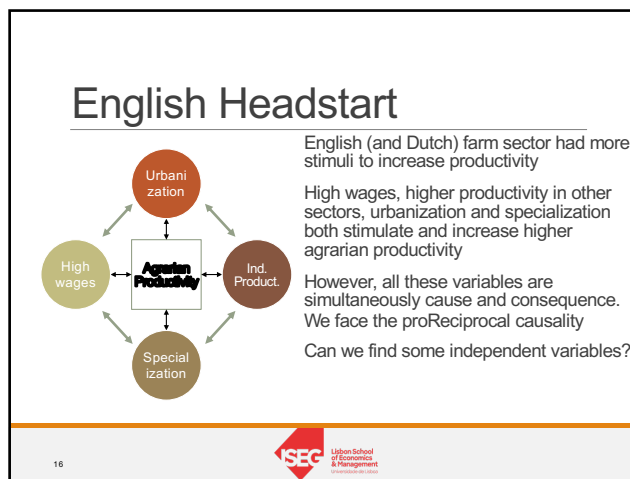 English Headstart
Urbani
zation
High
wages
Agrarian
Productivity
Ind.
Product.
Special
ization
English (and Dutch) farm sector had more
stimuli to increase productivity
High wages, higher productivity in other
sectors, urbanization and specialization
both stimulate and increase higher
agrarian productivity
However, all these variables are
simultaneously cause and consequence.
We face the proReciprocal causality
Can we find some independent variables?
16
ISEG
Lisbon School
of Economics
& Management
Universidade de Lisboa